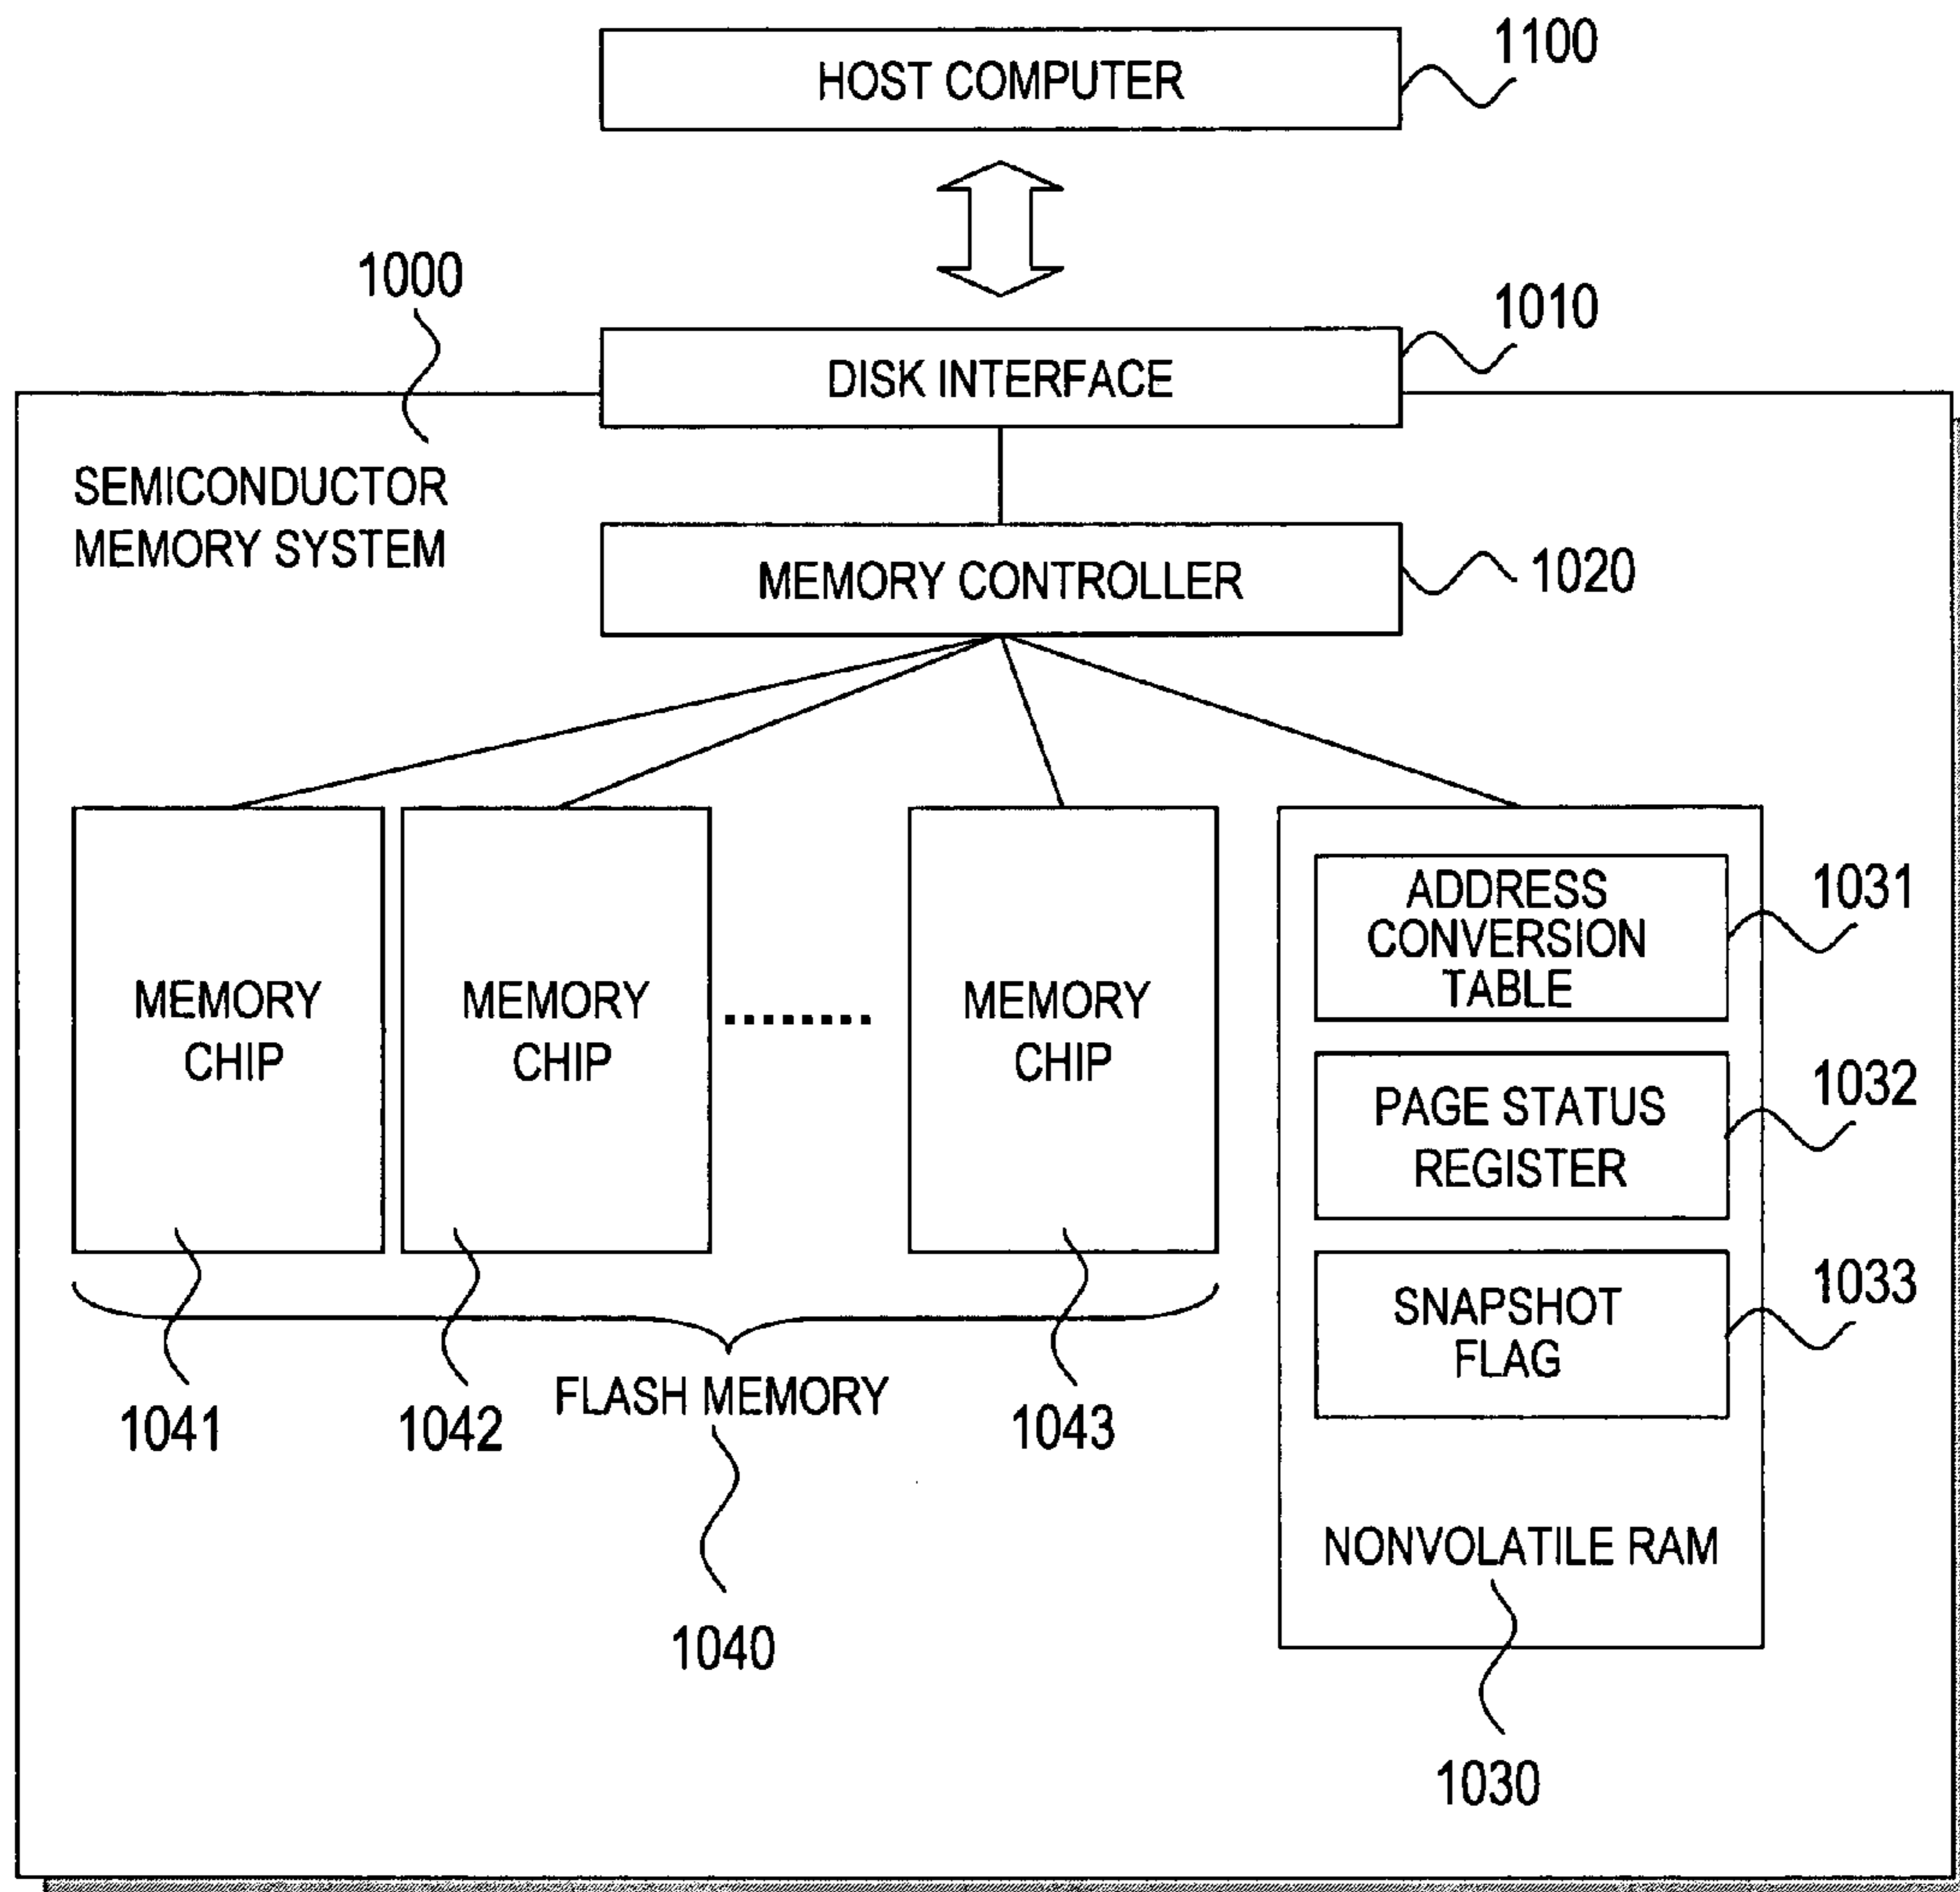 1100
HOST COMPUTER
1000
1010
DISK INTERFACE
SEMICONDUCTOR
MEMORY SYSTEM
MEMORY CONTROLLER
1020
MEMORY
CHIP
MEMORY
CHIP
MEMORY
CHIP
ADDRESS
CONVERSION
TABLE
1031
PAGE STATUS
REGISTER
1032
SNAPSHOT
FLAG
1033
1041
1042
1043
FLASH MEMORY
1040
NONVOLATILE RAM
1030